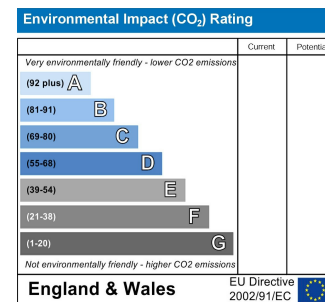 Environmental Impact (CO₂) Rating
Current Potentia
Very environmentally friendly - lower CO2 emissions
(92 plus) A
(81-91) B
(69-80) C
(55-68) D
(39-54) E
(21-38) F
(1-20) G
Not environmentally friendly - higher CO2 emissions
England & Wales
EU Directive
2002/91/EC